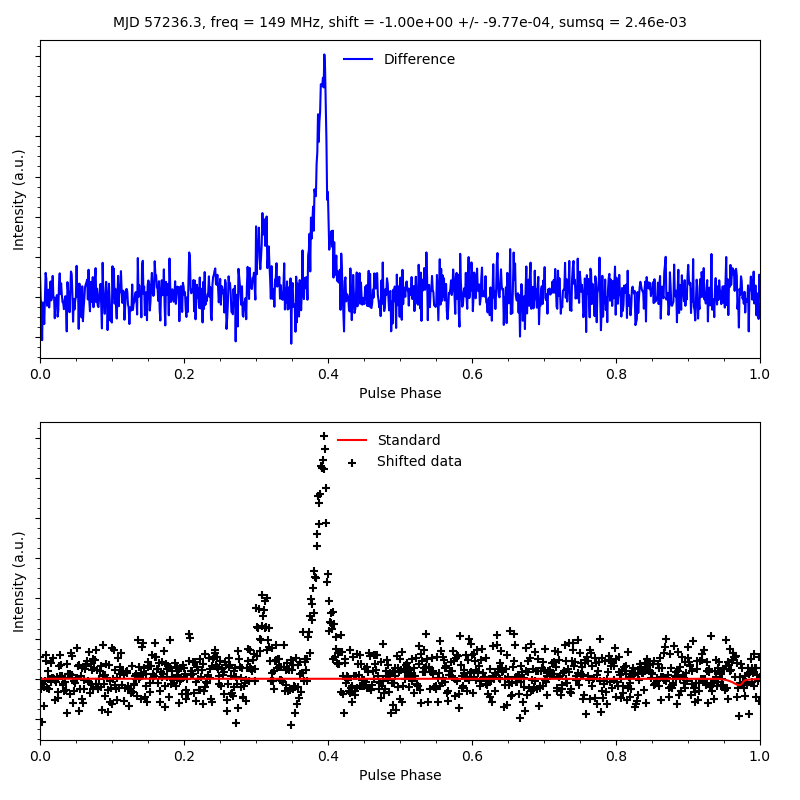 MJD 57236.3, freq = 149 MHz, shift = -1.00e+00 +/- -9.77e-04, sumsq = 2.46e-03
Difference
Intensity (a.u.)
0.0 0.2 0.4 0.6 0.8 1.0
Pulse Phase
Standard
Shifted data
Intensity (a.u.)
0.0 0.2 0.4 0.6 0.8 1.0
Pulse Phase